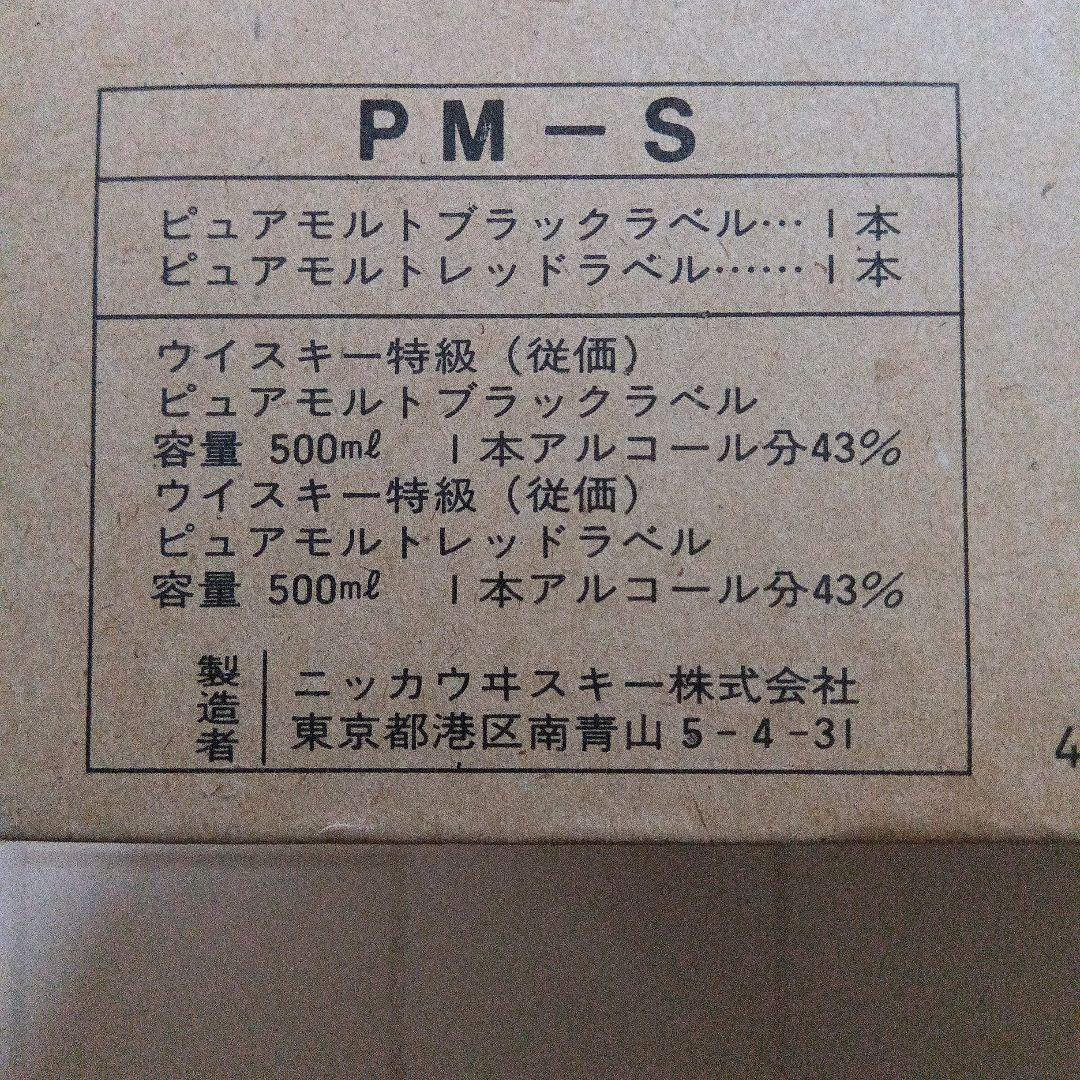 PM-S
ピュアモルトブラックラベル…1本
ピュアモルトレッドラベル……1本
ウイスキー特級（従価）
ピュアモルトブラックラベル
容量 500ml 1本アルコール分43%
ウイスキー特級（従価）
ピュアモルトレッドラベル
容量 500ml 1本アルコール分43%
製造者
ニッカウヰスキー株式会社
東京都港区南青山5-4-31
4